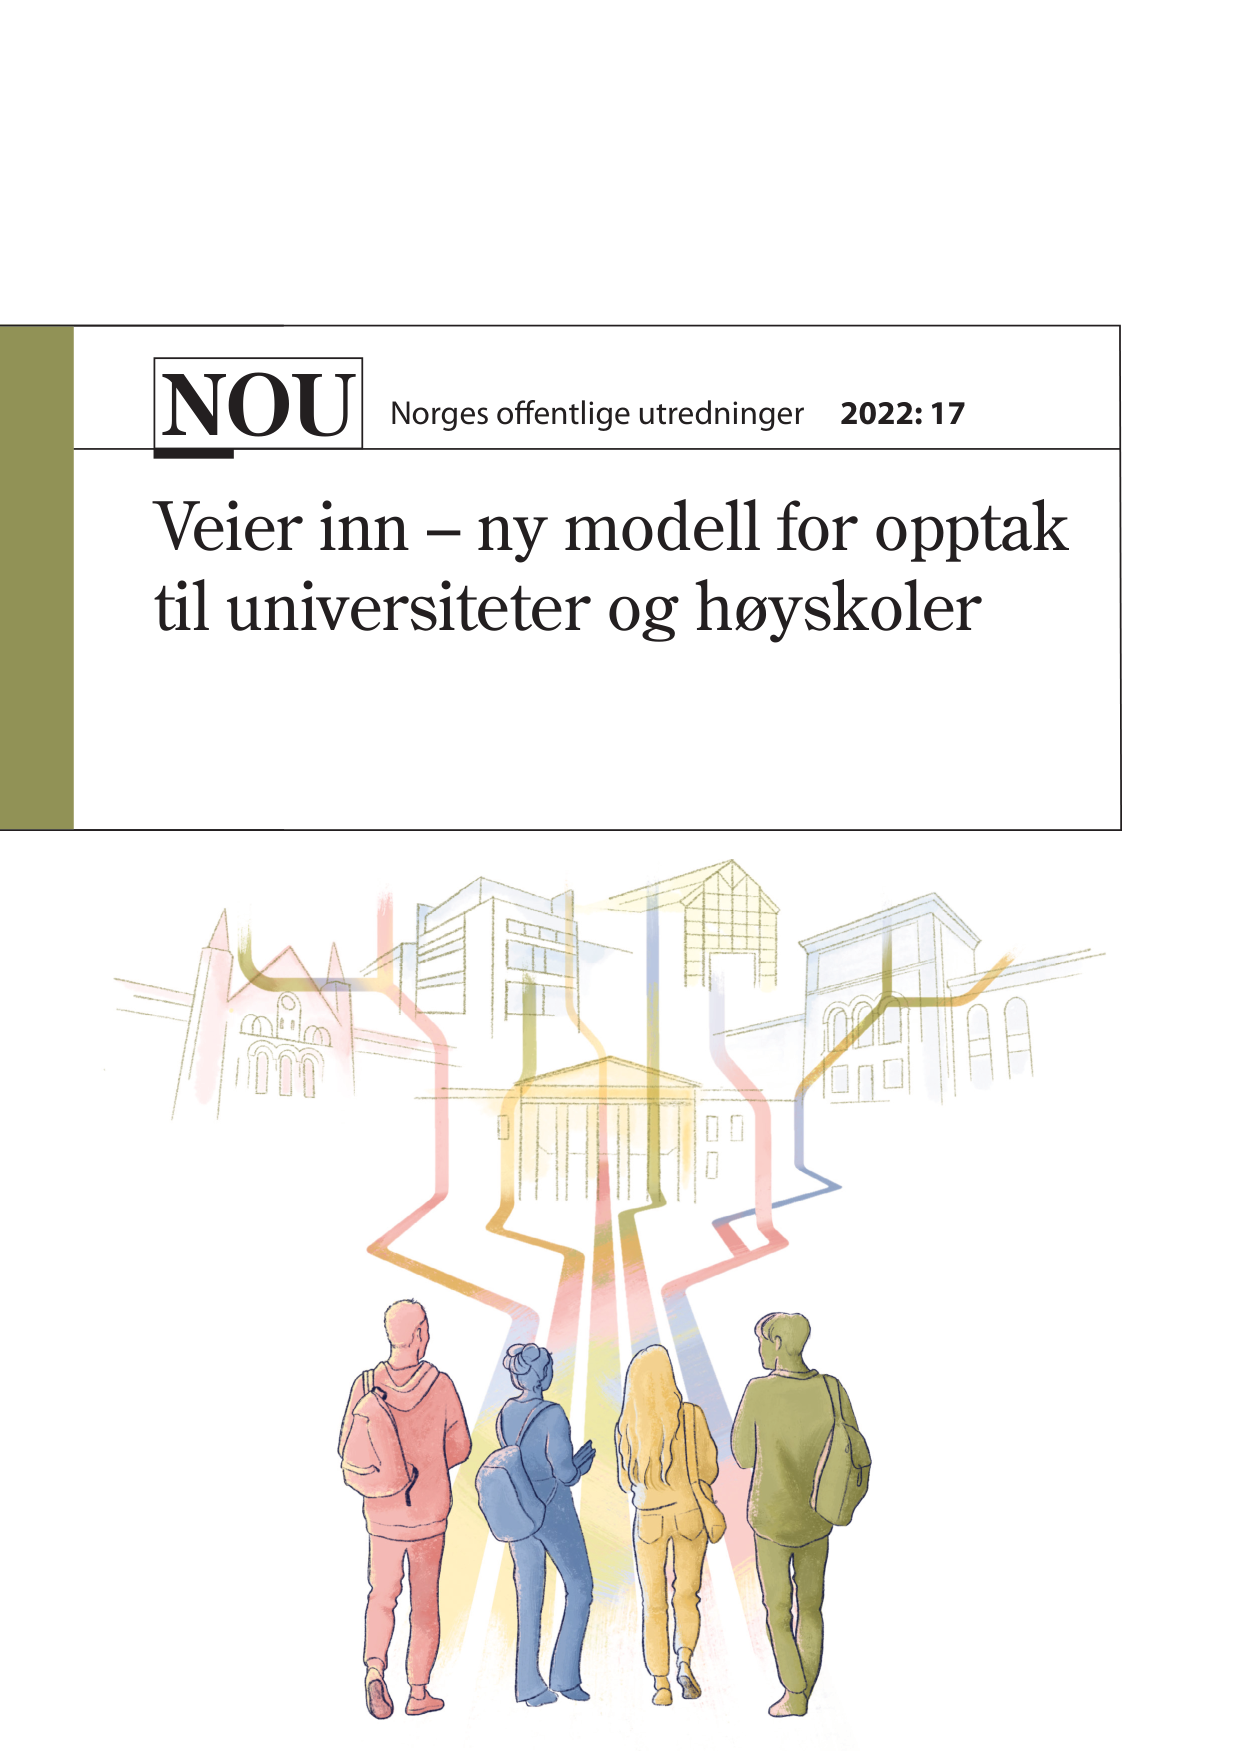 NOU Norges offentlige utredninger 2022: 17
Veier inn – ny modell for opptak
til universiteter og høyskoler